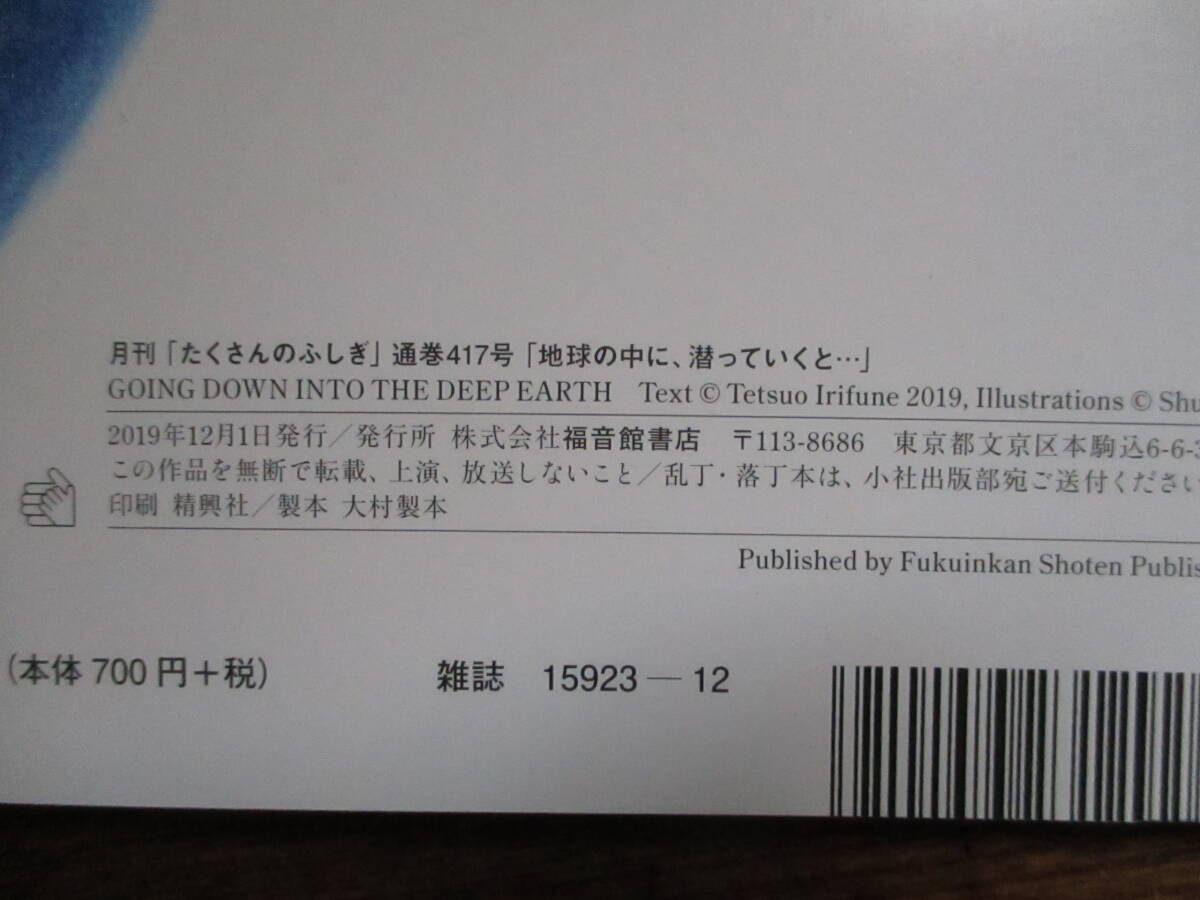 月刊「たくさんのふしぎ」通巻417号「地球の中に、潜っていくと…」
GOING DOWN INTO THE DEEP EARTH Text © Tetsuo Irifune 2019, Illustrations ©
2019年12月1日発行／発行所 株式会社福音館書店 〒113-8686 東京都文京区本駒込6-6-3
この作品を無断で転載、上演、放送しないこと／乱丁・落丁本は、小社出版部宛ご送付ください
印刷 精興社／製本 大村製本
Published by Fukuinkan Shoten
(本体 700 円＋税)
雑誌 15923―12